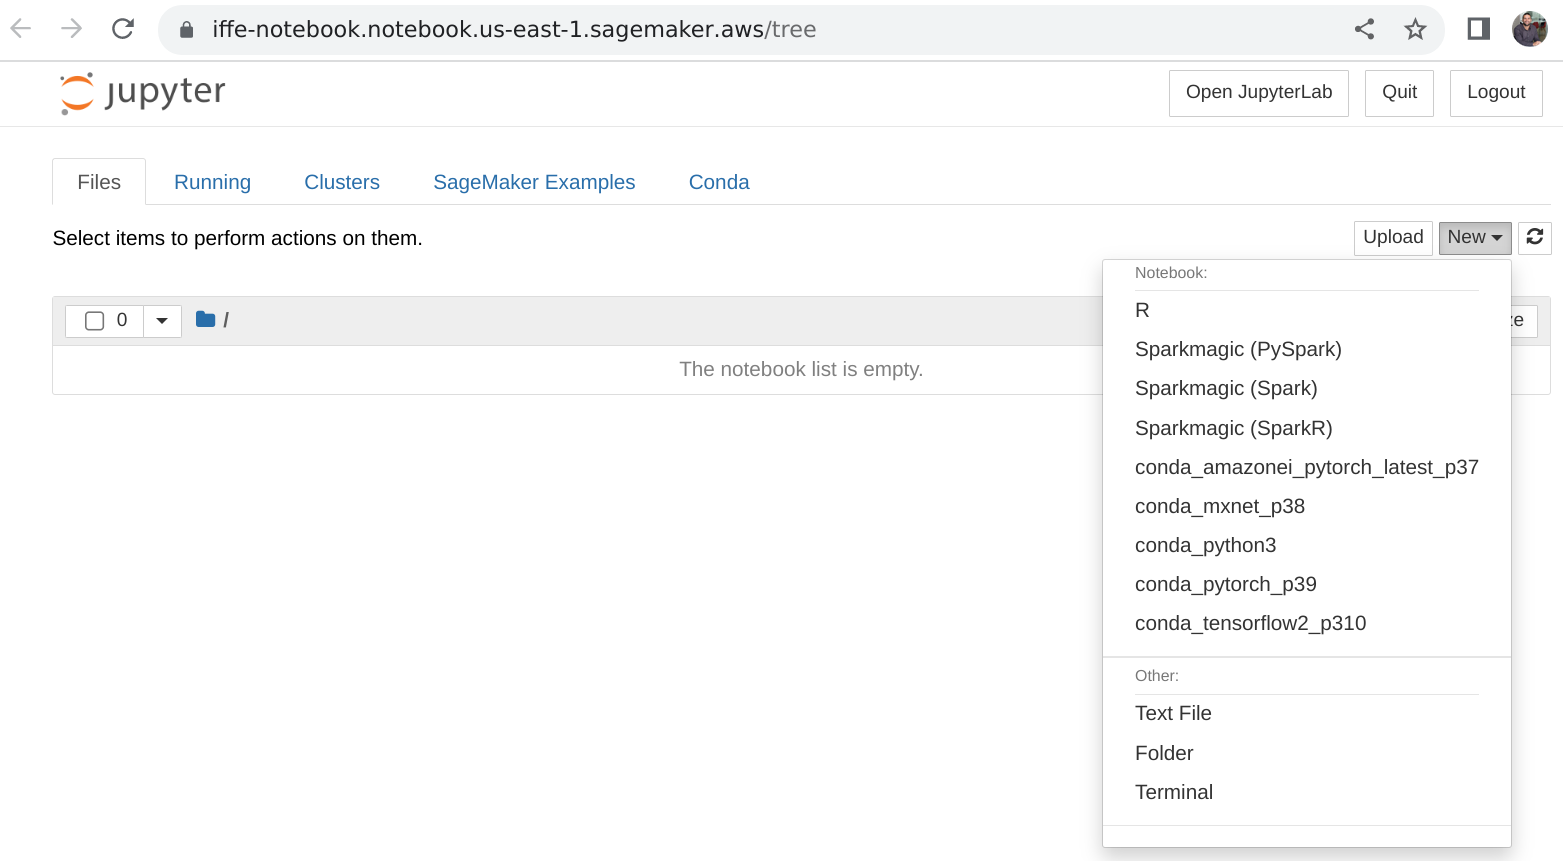 iffe-notebook.notebook.us-east-1.sagemaker.aws/tree
jupyter
Open JupyterLab
Quit
Logout
Files
Running
Clusters
SageMaker Examples
Conda
Select items to perform actions on them.
Upload
New
0
/
ze
The notebook list is empty.
Notebook:
R
Sparkmagic (PySpark)
Sparkmagic (Spark)
Sparkmagic (SparkR)
conda_amazonei_pytorch_latest_p37
conda_mxnet_p38
conda_python3
conda_pytorch_p39
conda_tensorflow2_p310
Other:
Text File
Folder
Terminal